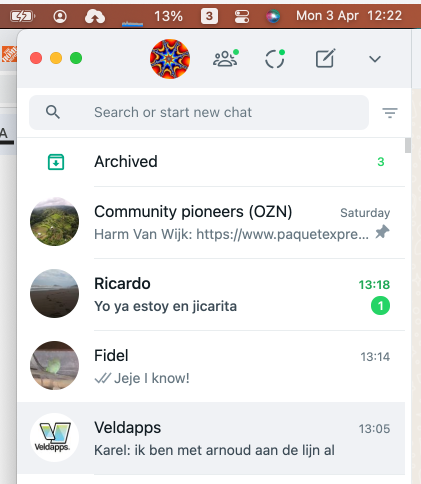 13% 3 Mon 3 Apr 12:22
Search or start new chat
A
Archived 3
Community pioneers (OZN) Saturday
Harm Van Wijk: https://www.paquetexpre...
Ricardo 13:18
Yo ya estoy en jicarita 1
Fidel 13:14
Jeje I know!
Veldapps 13:05
Veldapps.
Karel: ik ben met arnoud aan de lijn al